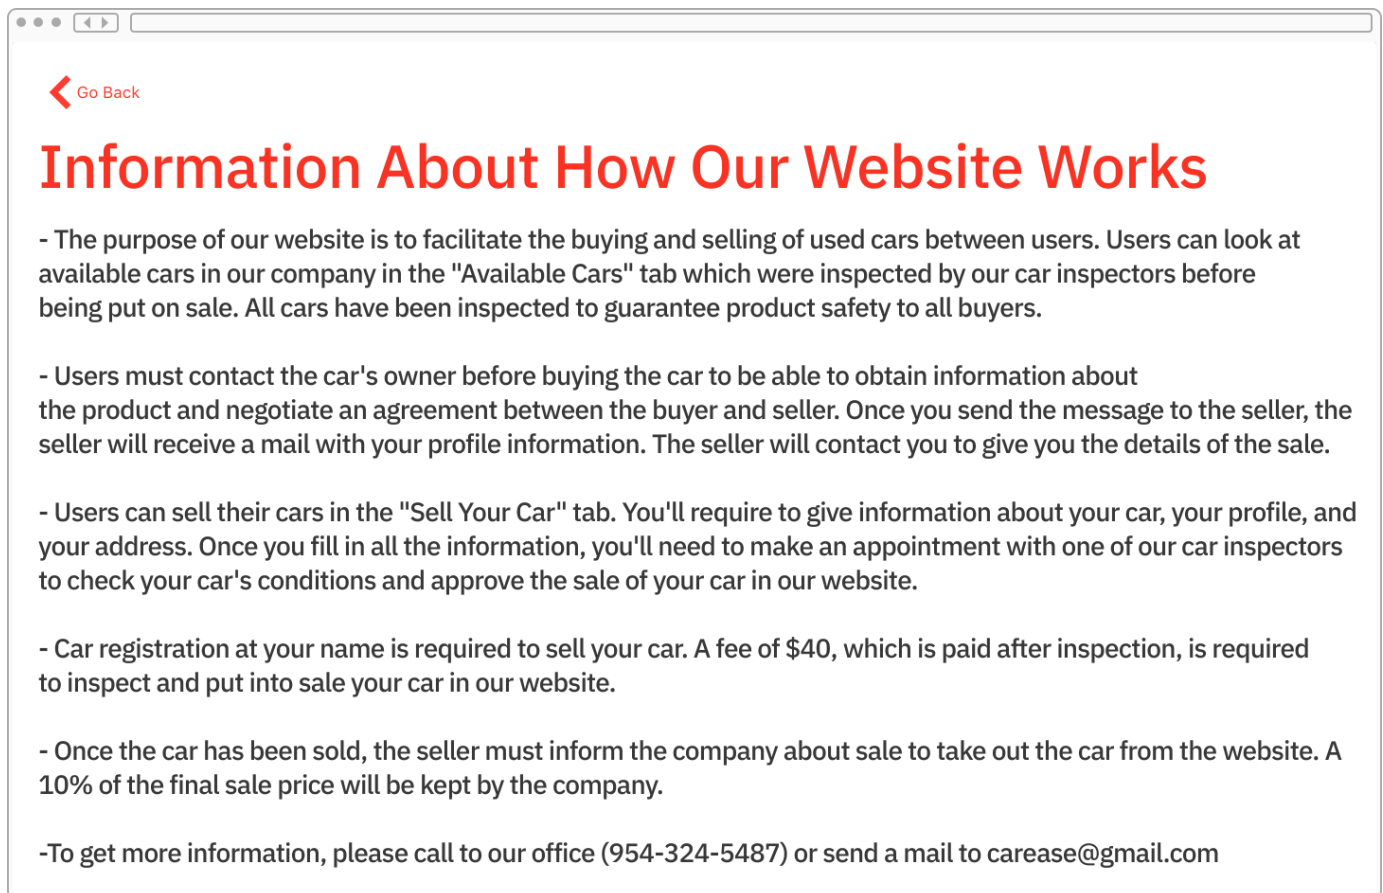 Go Back
Information About How Our Website Works
- The purpose of our website is to facilitate the buying and selling of used cars between users. Users can look at
available cars in our company in the "Available Cars" tab which were inspected by our car inspectors before
being put on sale. All cars have been inspected to guarantee product safety to all buyers.
- Users must contact the car's owner before buying the car to be able to obtain information about
the product and negotiate an agreement between the buyer and seller. Once you send the message to the seller, the
seller will receive a mail with your profile information. The seller will contact you to give you the details of the sale.
- Users can sell their cars in the "Sell Your Car" tab. You'll require to give information about your car, your profile, and
your address. Once you fill in all the information, you'll need to make an appointment with one of our car inspectors
to check your car's conditions and approve the sale of your car in our website.
- Car registration at your name is required to sell your car. A fee of $40, which is paid after inspection, is required
to inspect and put into sale your car in our website.
- Once the car has been sold, the seller must inform the company about sale to take out the car from the website. A
10% of the final sale price will be kept by the company.
-To get more information, please call to our office (954-324-5487) or send a mail to carease@gmail.com